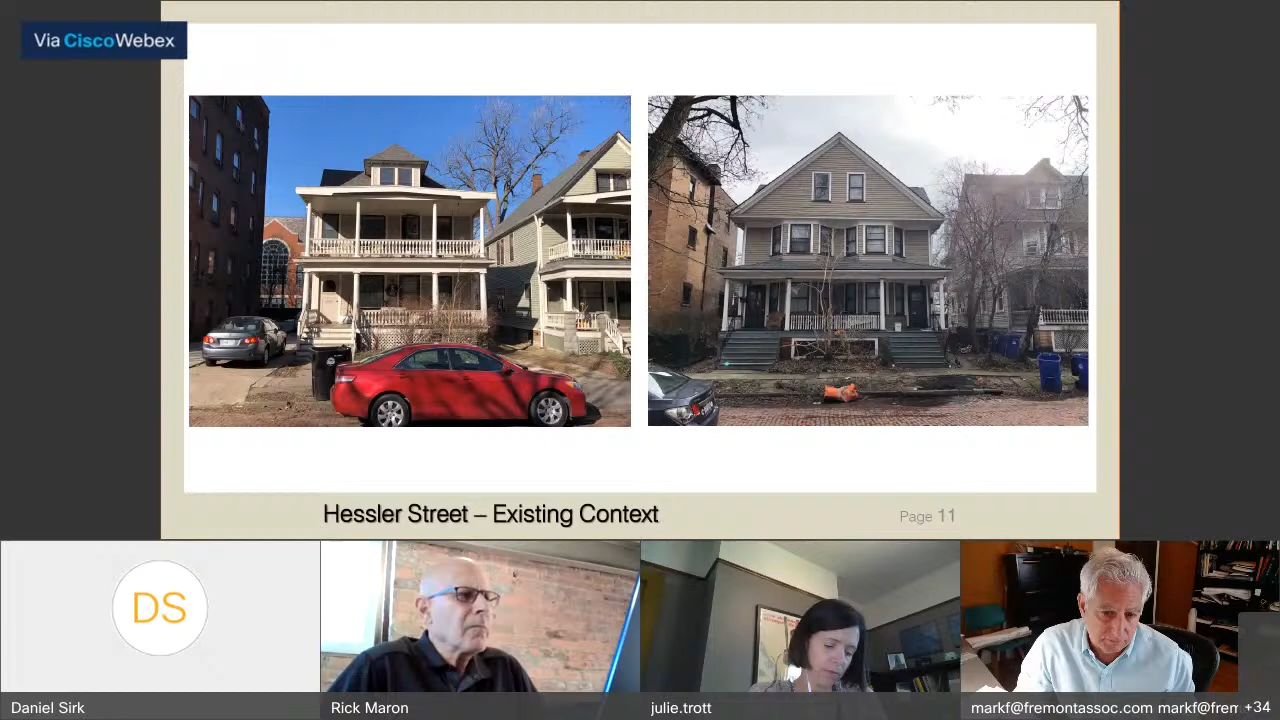 Via CiscoWebex
Hessler Street – Existing Context
Page 11
DS
Daniel Sirk
Rick Maron
julie.trott
markf@fremontassoc.com markf@frem
+34